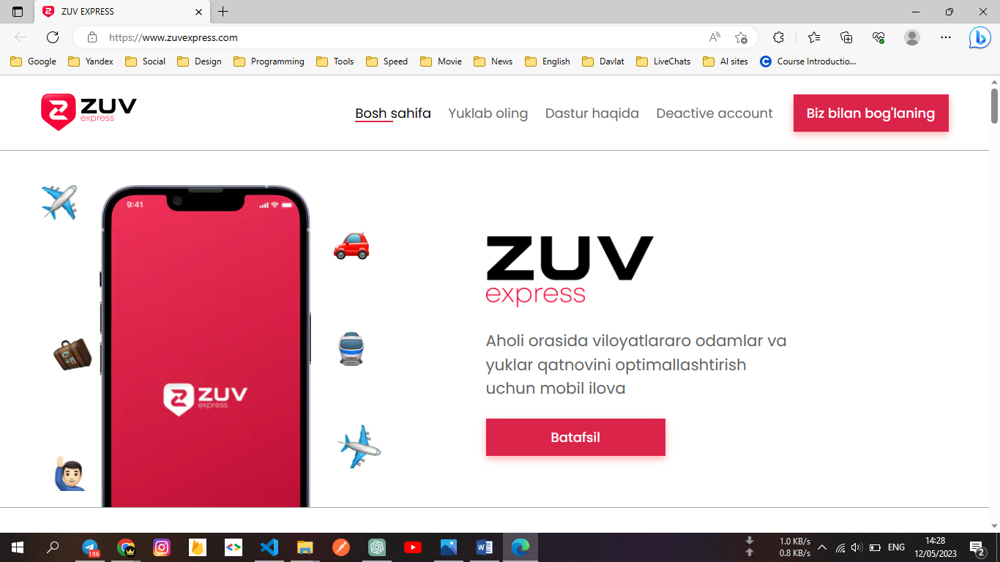 ZUV EXPRESS
https://www.zuvexpress.com
Google
Yandex
Social
Design
Programming
Tools
Speed
Movie
News
English
Davlat
LiveChats
AI sites
Course Introductio...
ZUV
express
Bosh sahifa
Yuklab oling
Dastur haqida
Deactive account
Biz bilan bog'laning
9:41
ZUV
express
ZUV
express
Aholi orasida viloyatlararo odamlar va
yuklar qatnovini optimallashtirish
uchun mobil ilova
Batafsil
196
1.0 KB/s
0.8 KB/s
ENG
14:28
12/05/2023
2